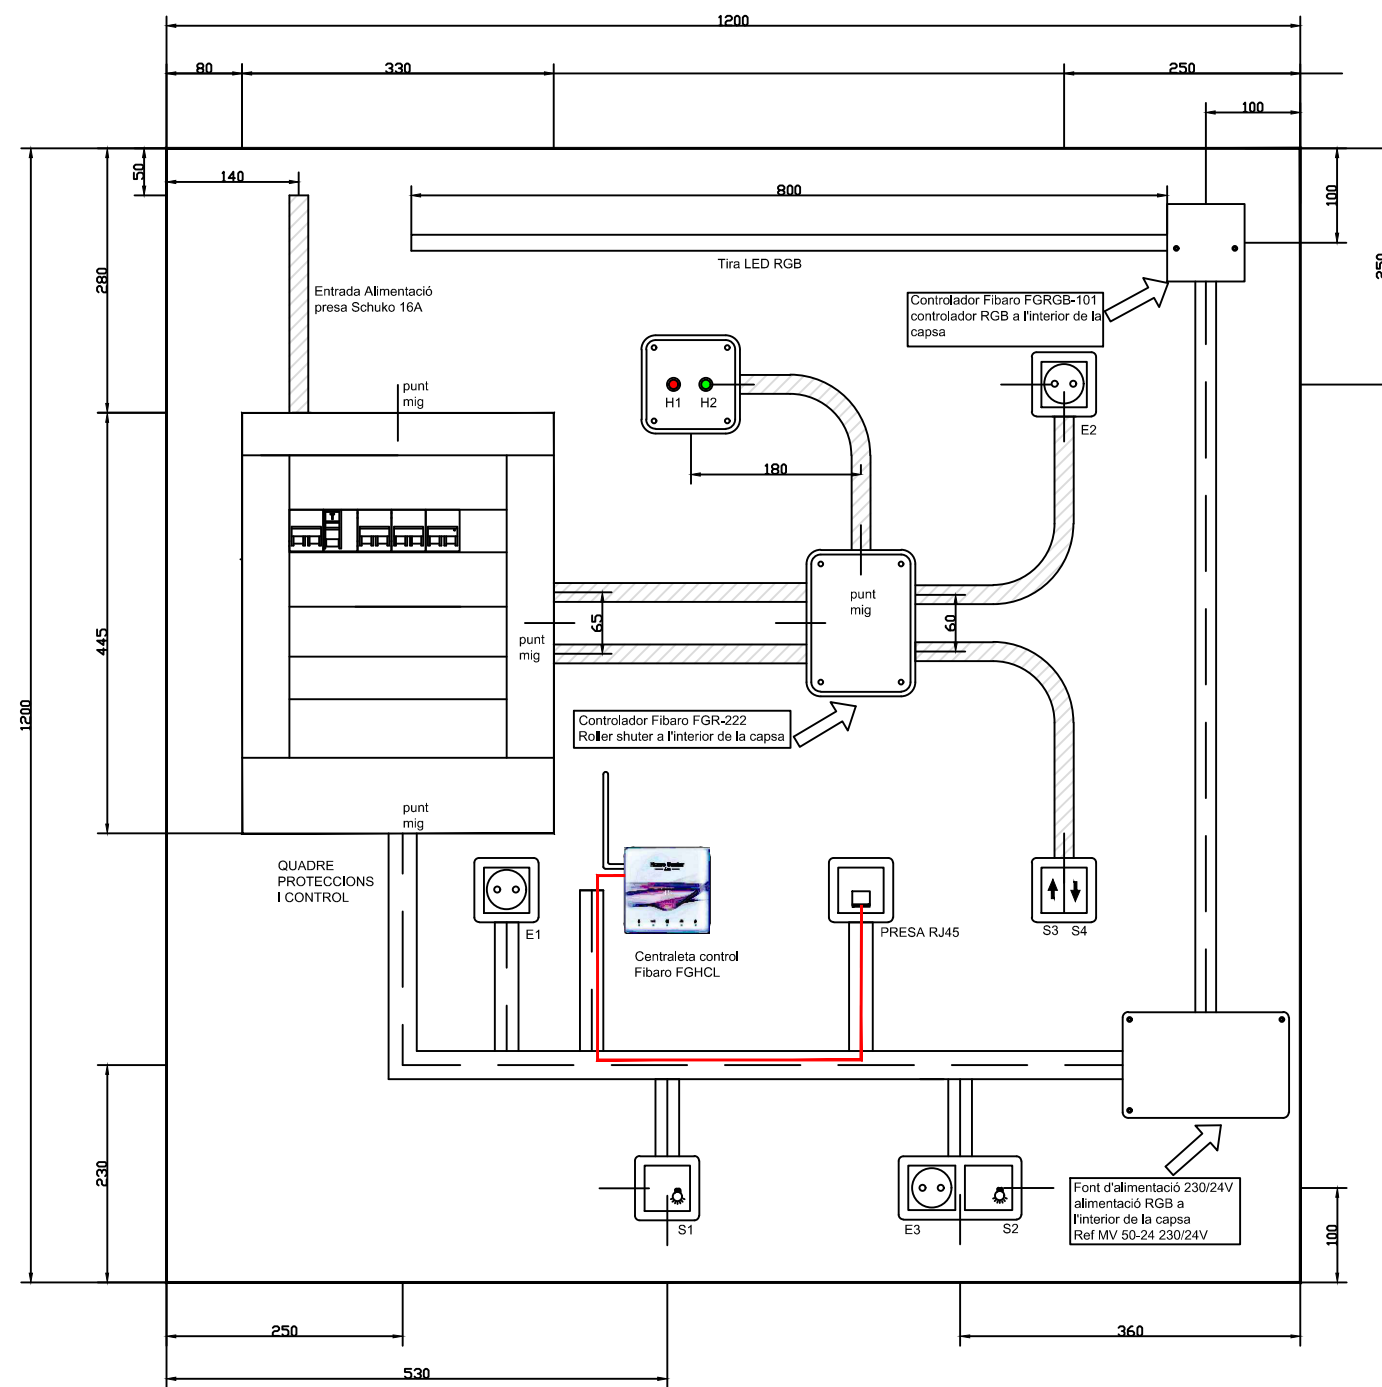 1200
80
330
250
100
50
140
800
100
250
Tira LED RGB
280
Entrada Alimentació
presa Schuko 16A
Controlador Fibaro FGRGB-101
controlador RGB a l'interior de la
capsa
punt
mig
H1
H2
E2
180
445
65
punt
mig
punt
mig
60
1200
Controlador Fibaro FGR-222
Roller shuter a l'interior de la capsa
punt
mig
QUADRE
PROTECCIONS
I CONTROL
E1
Centraleta control
Fibaro FGHCL
PRESA RJ45
S3
S4
230
S1
E3
S2
Font d'alimentació 230/24V
alimentació RGB a
l'interior de la capsa
Ref MV 50-24 230/24V
100
250
360
530